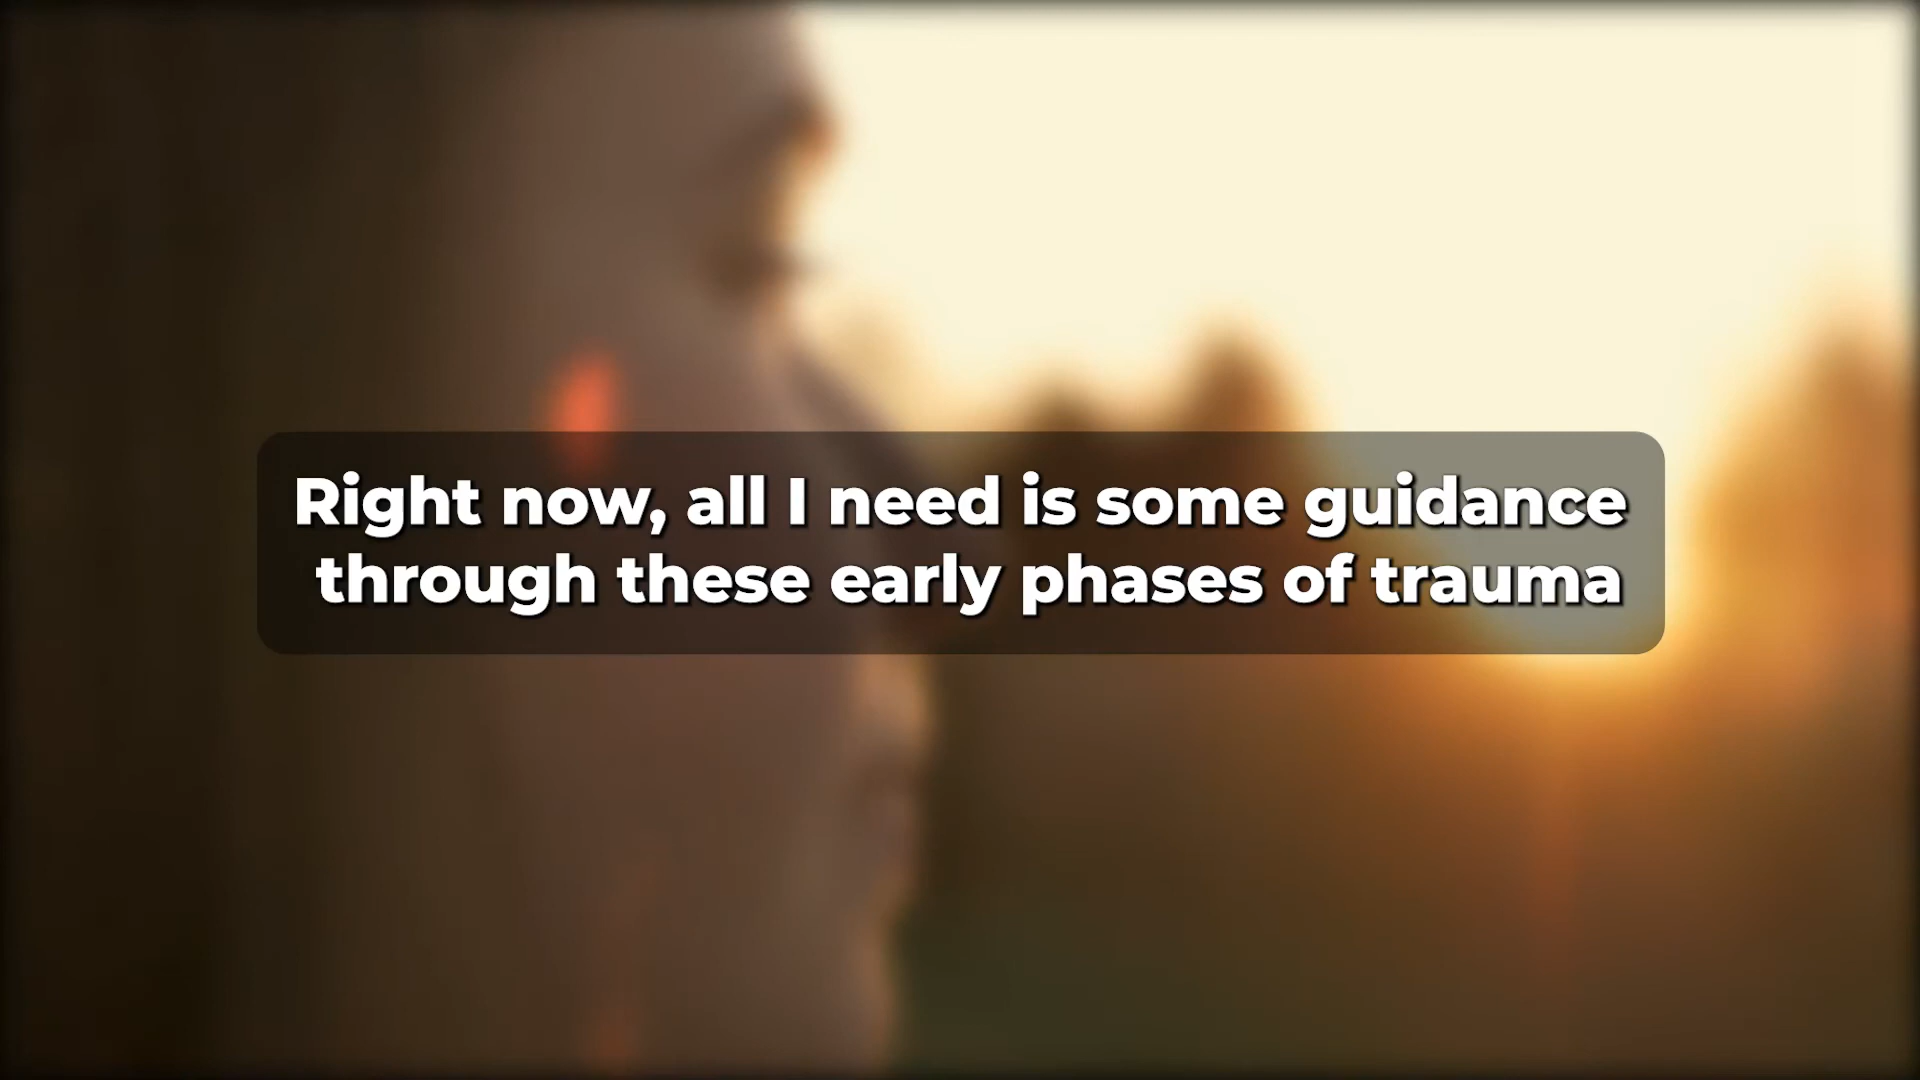 Right now, all I need is some guidance
through these early phases of trauma